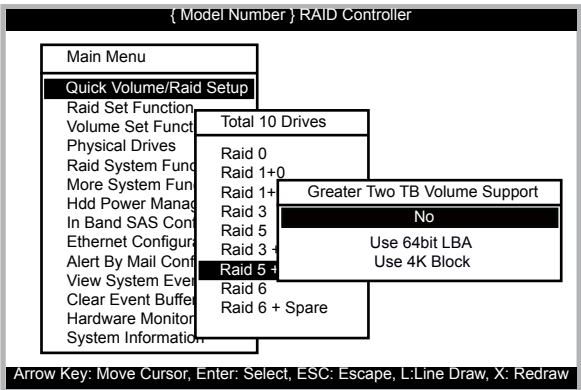 { Model Number } RAID Controller
Main Menu
Quick Volume/Raid Setup
Raid Set Function
Volume Set Funct
Physical Drives
Raid System Func
More System Fun
Hdd Power Manag
In Band SAS Con
Ethernet Configur
Alert By Mail Conf
View System Eve
Clear Event Buffe
Hardware Monitor
System Information
Total 10 Drives
Raid 0
Raid 1+0
Raid 1+
Raid 3
Raid 5
Raid 3 +
Raid 5 +
Raid 6
Raid 6 + Spare
Greater Two TB Volume Support
No
Use 64bit LBA
Use 4K Block
Arrow Key: Move Cursor, Enter: Select, ESC: Escape, L:Line Draw, X: Redraw